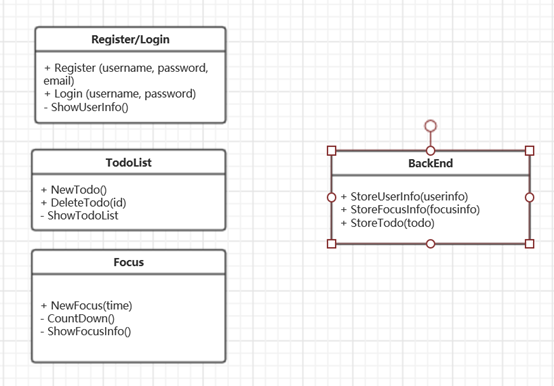 Register/Login
+ Register (username, password,
email)
+ Login (username, password)
- ShowUserInfo()
TodoList
+ NewTodo()
+ DeleteTodo(id)
- ShowTodoList
Focus
+ NewFocus(time)
- CountDown()
- ShowFocusInfo()
BackEnd
+ StoreUserInfo(userinfo)
+ StoreFocusInfo(focusinfo)
+ StoreTodo(todo)